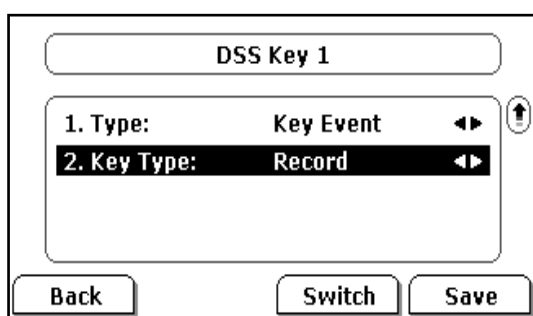 DSS Key 1
1. Type: Key Event
2. Key Type: Record
Back Switch Save